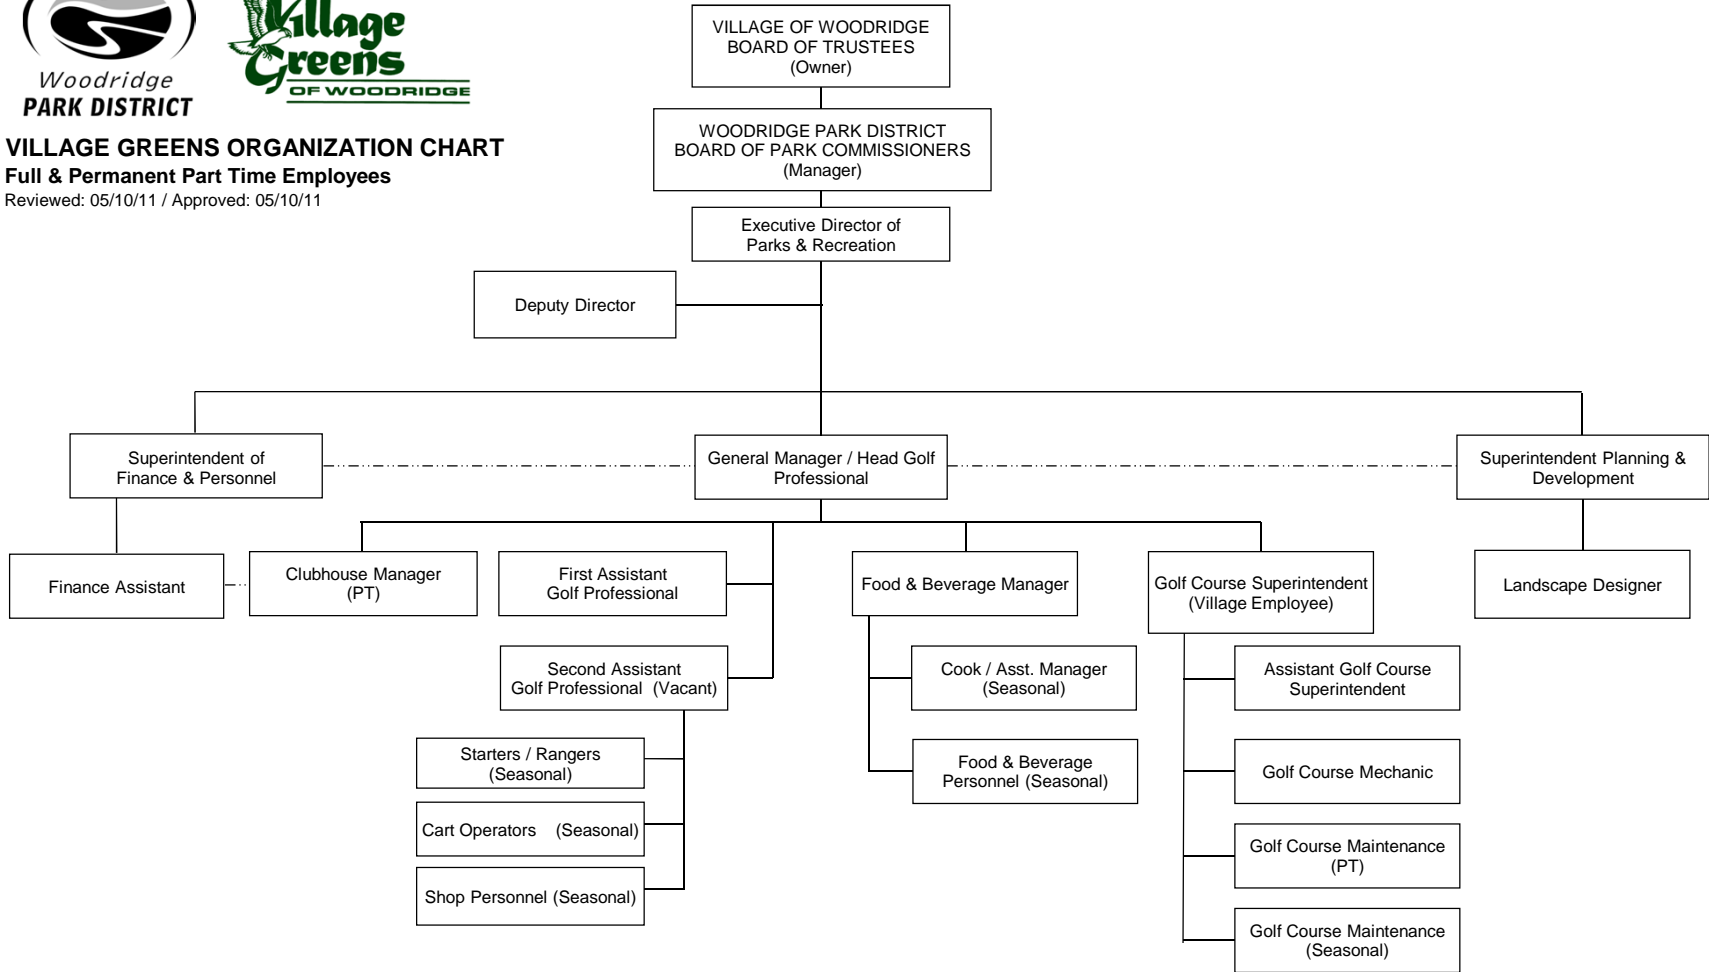 Woodridge
PARK DISTRICT
Village
Greens
OF WOODRIDGE
VILLAGE GREENS ORGANIZATION CHART
Full & Permanent Part Time Employees
Reviewed: 05/10/11 / Approved: 05/10/11
VILLAGE OF WOODRIDGE
BOARD OF TRUSTEES
(Owner)
WOODRIDGE PARK DISTRICT
BOARD OF PARK COMMISSIONERS
(Manager)
Executive Director of
Parks & Recreation
Deputy Director
Superintendent of
Finance & Personnel
General Manager / Head Golf
Professional
Superintendent Planning &
Development
Finance Assistant
Clubhouse Manager
(PT)
First Assistant
Golf Professional
Food & Beverage Manager
Golf Course Superintendent
(Village Employee)
Landscape Designer
Second Assistant
Golf Professional (Vacant)
Cook / Asst. Manager
(Seasonal)
Assistant Golf Course
Superintendent
Starters / Rangers
(Seasonal)
Food & Beverage
Personnel (Seasonal)
Golf Course Mechanic
Cart Operators (Seasonal)
Golf Course Maintenance
(PT)
Shop Personnel (Seasonal)
Golf Course Maintenance
(Seasonal)